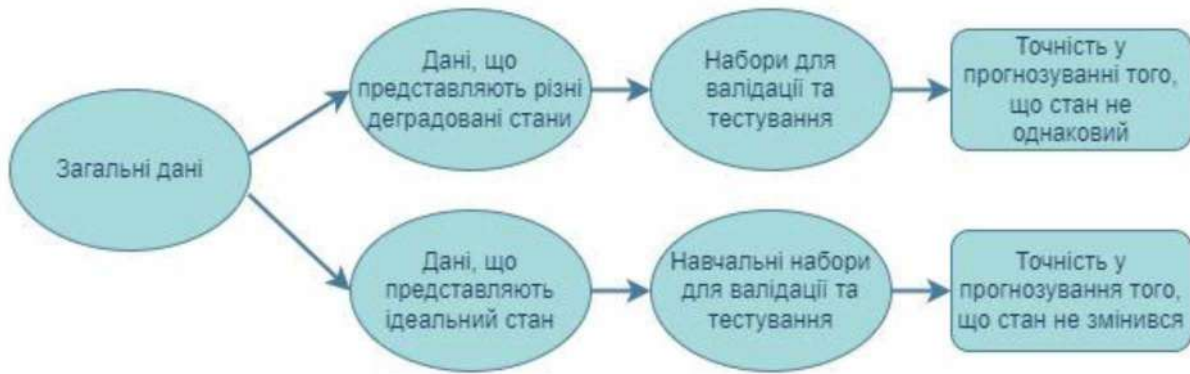 Загальні дані
Дані, що
представляють різні
деградовані стани
Набори для
валідації та
тестування
Точність у
прогнозуванні того,
що стан не
однаковий
Дані, що
представляють
ідеальний стан
Навчальні набори
для валідації та
тестування
Точність у
прогнозування того,
що стан не змінився